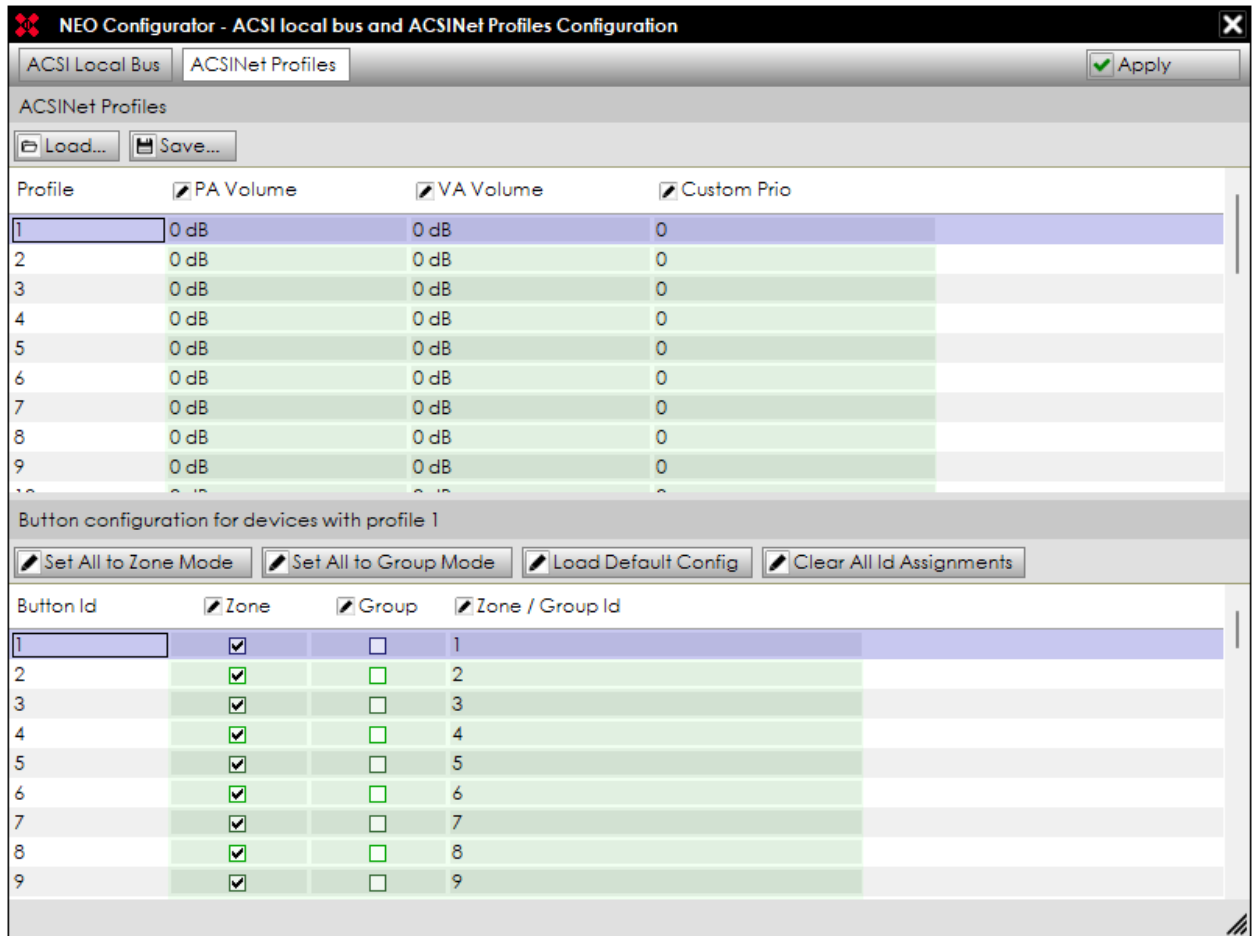 NEO Configurator - ACSI local bus and ACSINet Profiles Configuration
ACSI Local Bus ACSINet Profiles Apply
ACSINet Profiles
Load... Save...
Profile PA Volume VA Volume Custom Prio
1 0 dB 0 dB 0
2 0 dB 0 dB 0
3 0 dB 0 dB 0
4 0 dB 0 dB 0
5 0 dB 0 dB 0
6 0 dB 0 dB 0
7 0 dB 0 dB 0
8 0 dB 0 dB 0
9 0 dB 0 dB 0
Button configuration for devices with profile 1
Set All to Zone Mode Set All to Group Mode Load Default Config Clear All Id Assignments
Button Id Zone Group Zone / Group Id
1 1
2 2
3 3
4 4
5 5
6 6
7 7
8 8
9 9